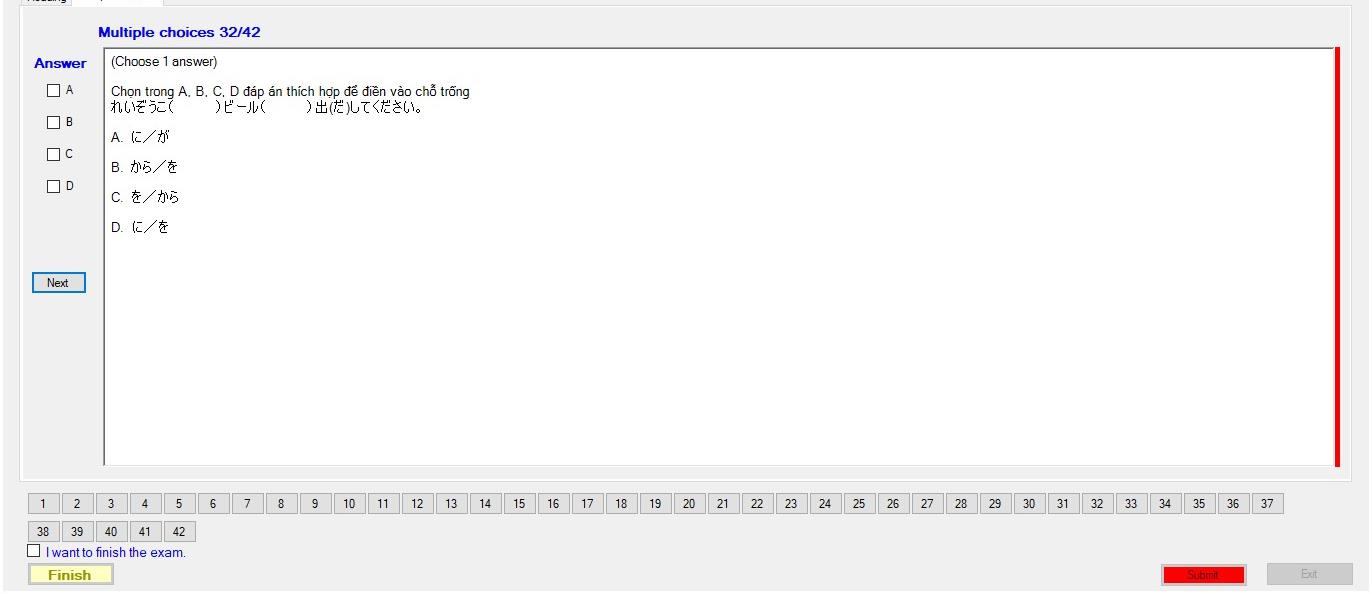 Multiple choices 32/42
Answer
(Choose 1 answer)
A
Chọn trong A, B, C, D đáp án thích hợp để điền vào chỗ trống
れいぞうこ( )ビール( )出(だ)してください。
B
A. に／が
C
B. から／を
D
C. を／から
D. に／を
Next
1 2 3 4 5 6 7 8 9 10 11 12 13 14 15 16 17 18 19 20 21 22 23 24 25 26 27 28 29 30 31 32 33 34 35 36 37
38 39 40 41 42
I want to finish the exam.
Finish
Submit
Exit